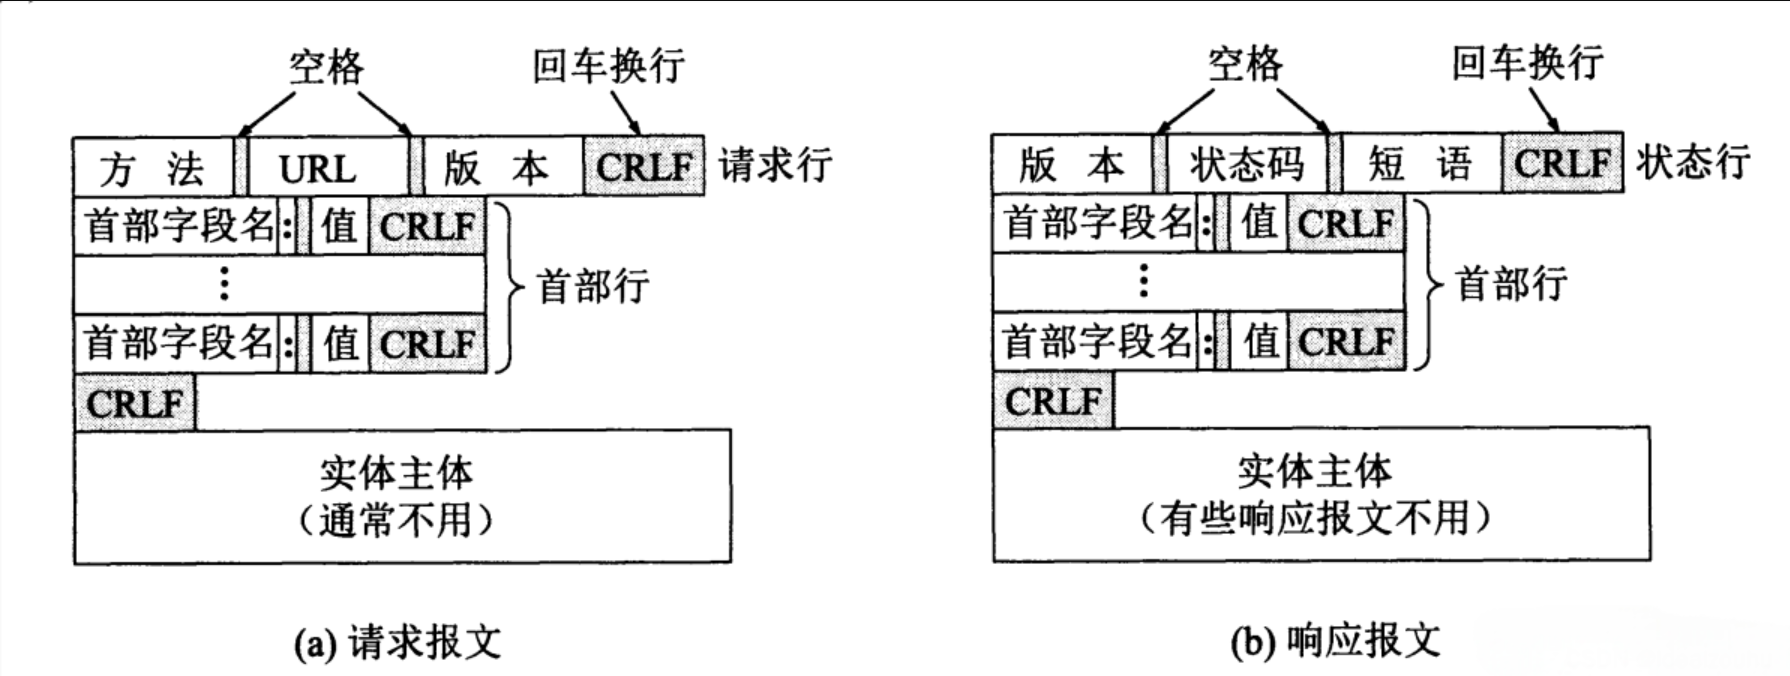 空格 回车换行
方 法 URL 版 本 CRLF 请求行
首部字段名: 值 CRLF
⋮ 首部行
首部字段名: 值 CRLF
CRLF
实体主体
（通常不用）
(a) 请求报文
空格 回车换行
版 本 状态码 短 语 CRLF 状态行
首部字段名: 值 CRLF
⋮ 首部行
首部字段名: 值 CRLF
CRLF
实体主体
（有些响应报文不用）
(b) 响应报文